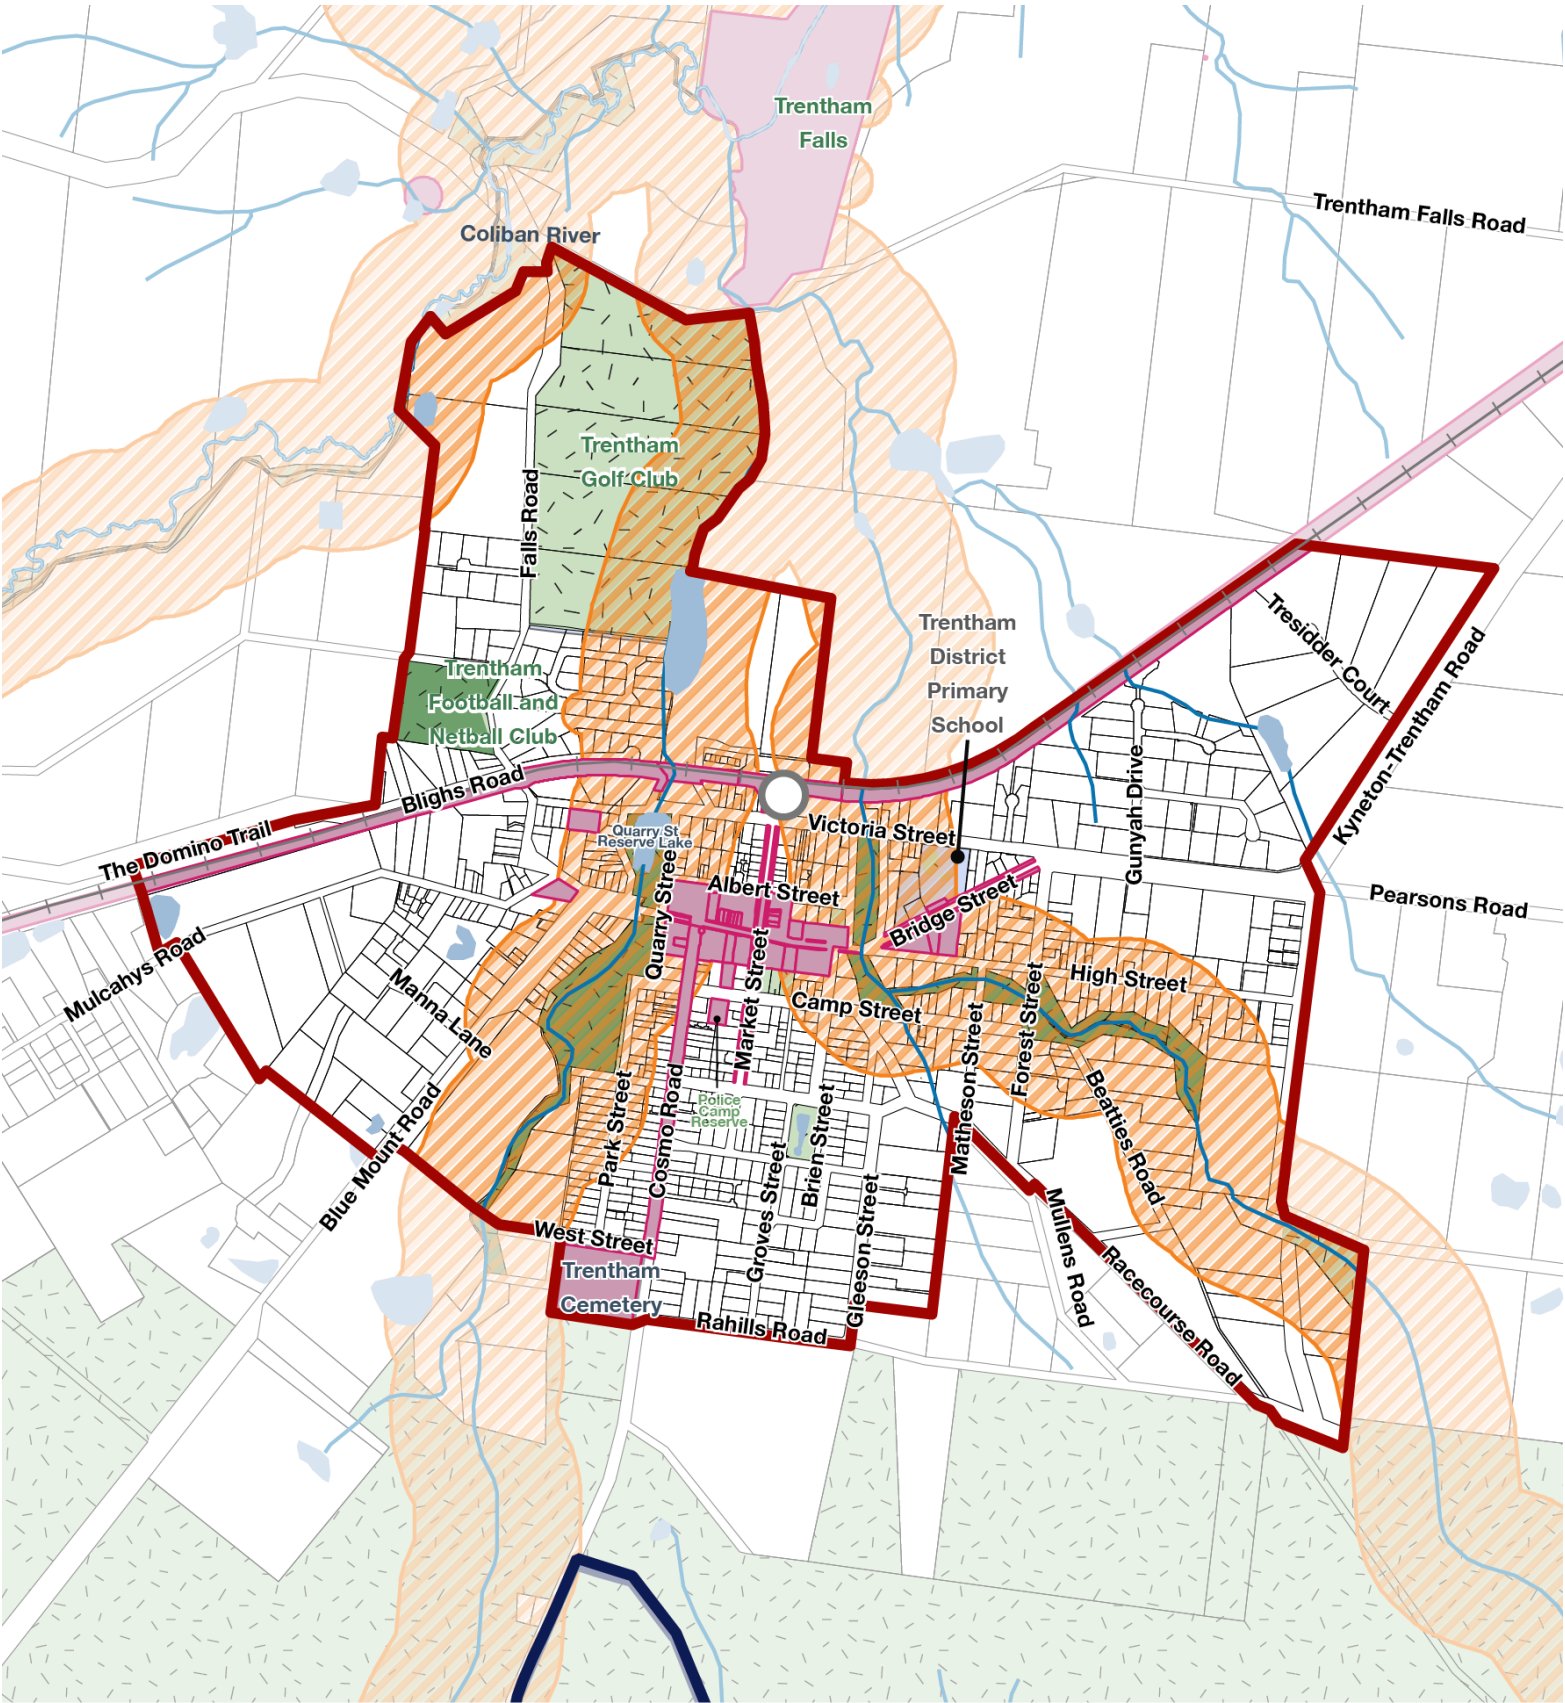 Trentham
Falls
Trentham Falls Road
Coliban River
Trentham
Golf Club
Falls Road
Trentham
District
Primary
School
Tresidder Court
Kyneton-Trentham Road
Trentham
Football and
Netball Club
Blighs Road
Gunyah Drive
The Domino Trail
Quarry St
Reserve Lake
Victoria Street
Albert Street
Bridge Street
Pearsons Road
Quarry Street
Mulcahys Road
Market Street
High Street
Manna Lane
Camp Street
Forest Street
Matheson Street
Blue Mount Road
Park Street
Cosmo Road
Police
Camp
Reserve
Brien Street
Beatties Road
Groves Street
Gleeson Street
West Street
Mullens Road
Racecourse Road
Trentham
Cemetery
Rahills Road